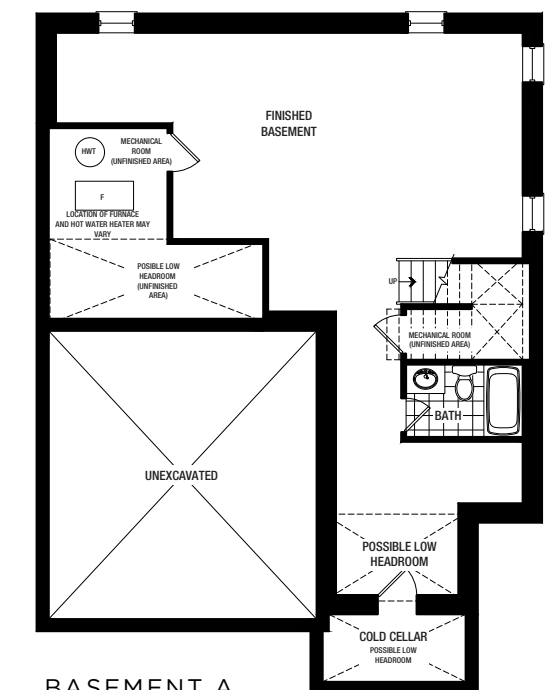 FINISHED
BASEMENT
MECHANICAL
ROOM
(UNFINISHED AREA)
HWT
F
LOCATION OF FURNACE
AND HOT WATER HEATER MAY
VARY
POSIBLE LOW
HEADROOM
(UNFINISHED
AREA)
UP
MECHANICAL ROOM
(UNFINISHED AREA)
BATH
UNEXCAVATED
POSSIBLE LOW
HEADROOM
COLD CELLAR
POSSIBLE LOW
HEADROOM
BASEMENT A